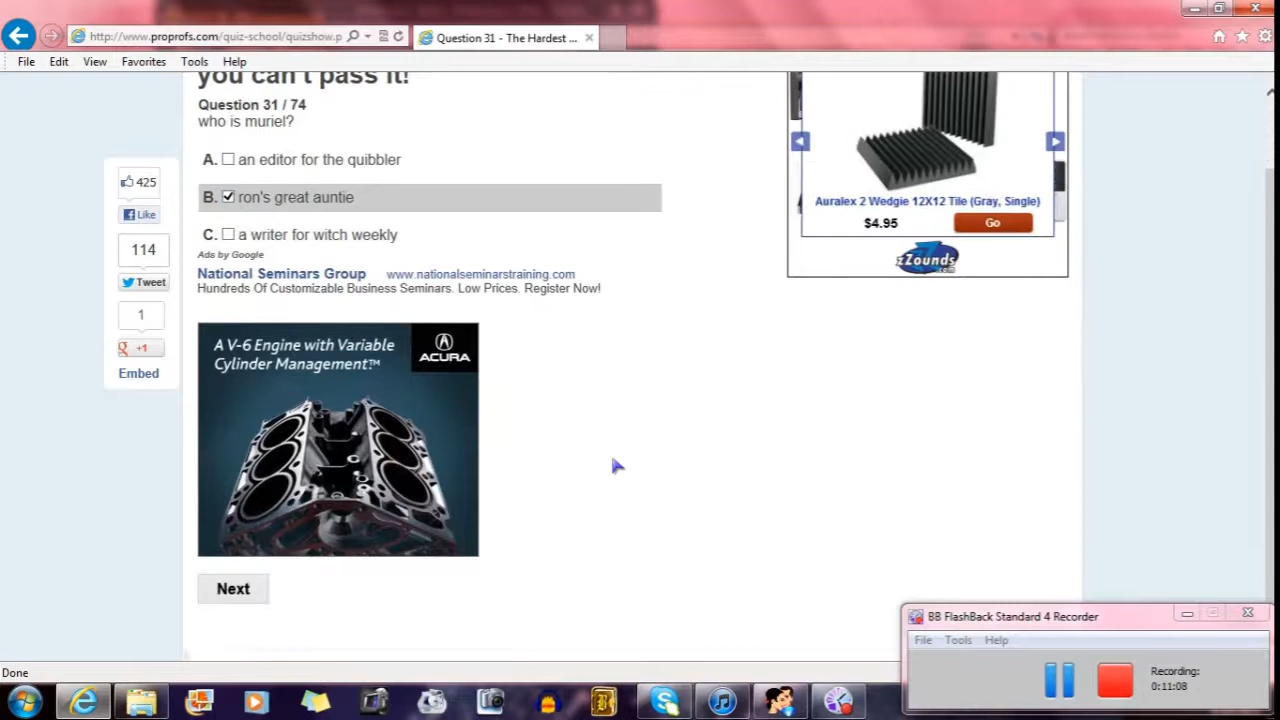 http://www.proprofs.com/quiz-school/quizshow.p
Question 31 - The Hardest ...
File Edit View Favorites Tools Help
you can't pass it!
Question 31 / 74
who is muriel?
A. an editor for the quibbler
B. ron's great auntie
C. a writer for witch weekly
Ads by Google
National Seminars Group www.nationalseminarstraining.com
Hundreds Of Customizable Business Seminars. Low Prices. Register Now!
425
Like
114
Tweet
1
+1
Embed
A V-6 Engine with Variable
Cylinder Management.™
ACURA
Next
Auralex 2 Wedgie 12X12 Tile (Gray, Single)
$4.95
Go
zZounds
.com
BB FlashBack Standard 4 Recorder
File Tools Help
Recording:
0:11:08
Done